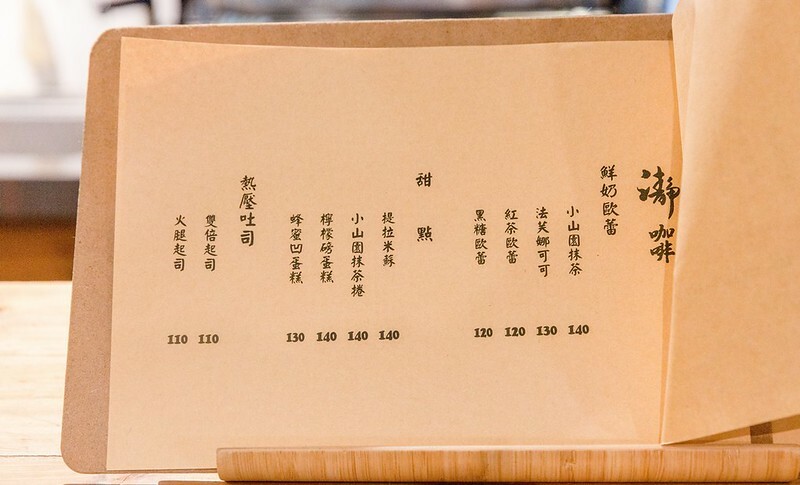 瀞咖啡
鮮奶歐蕾
小山園抹茶 140
法芙娜可可 130
紅茶歐蕾 120
黑糖歐蕾 120
甜點
提拉米蘇 140
小山園抹茶捲 140
檸檬磅蛋糕 140
蜂蜜凹蛋糕 130
熱壓吐司
雙倍起司 110
火腿起司 110